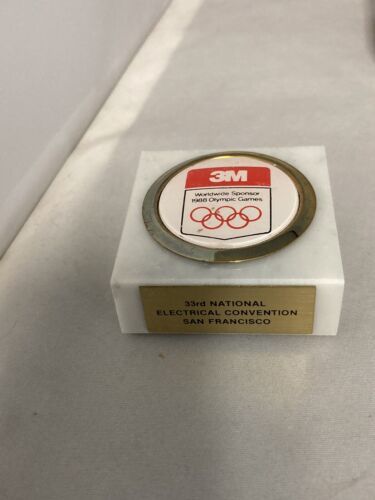 3M
Worldwide Sponsor
1988 Olympic Games
33rd NATIONAL
ELECTRICAL CONVENTION
SAN FRANCISCO